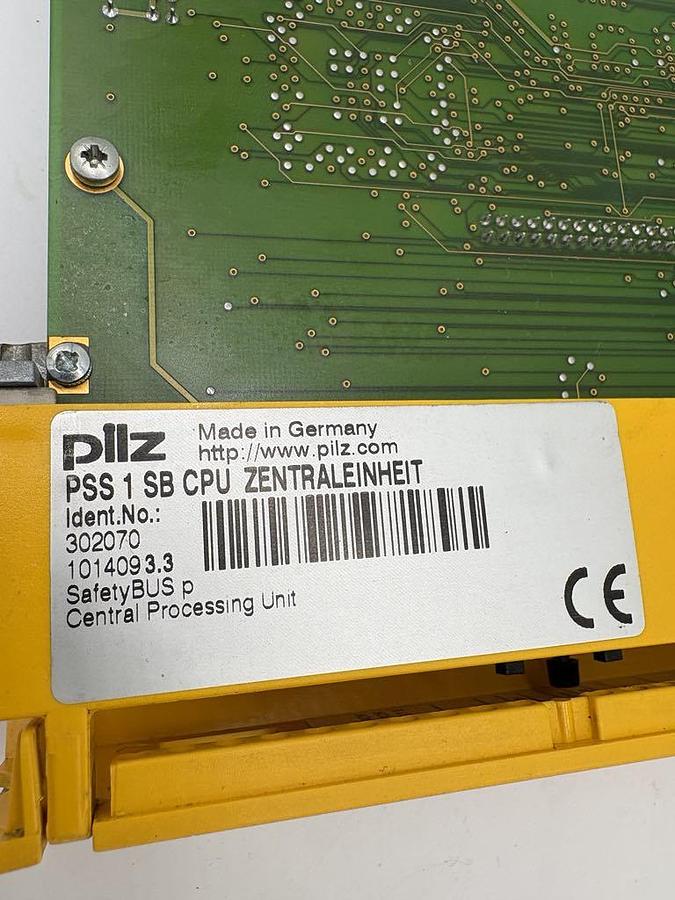 pilz
Made in Germany
http://www.pilz.com
PSS 1 SB CPU ZENTRALEINHEIT
Ident.No.:
302070
101409 3.3
SafetyBUS p
Central Processing Unit
CE